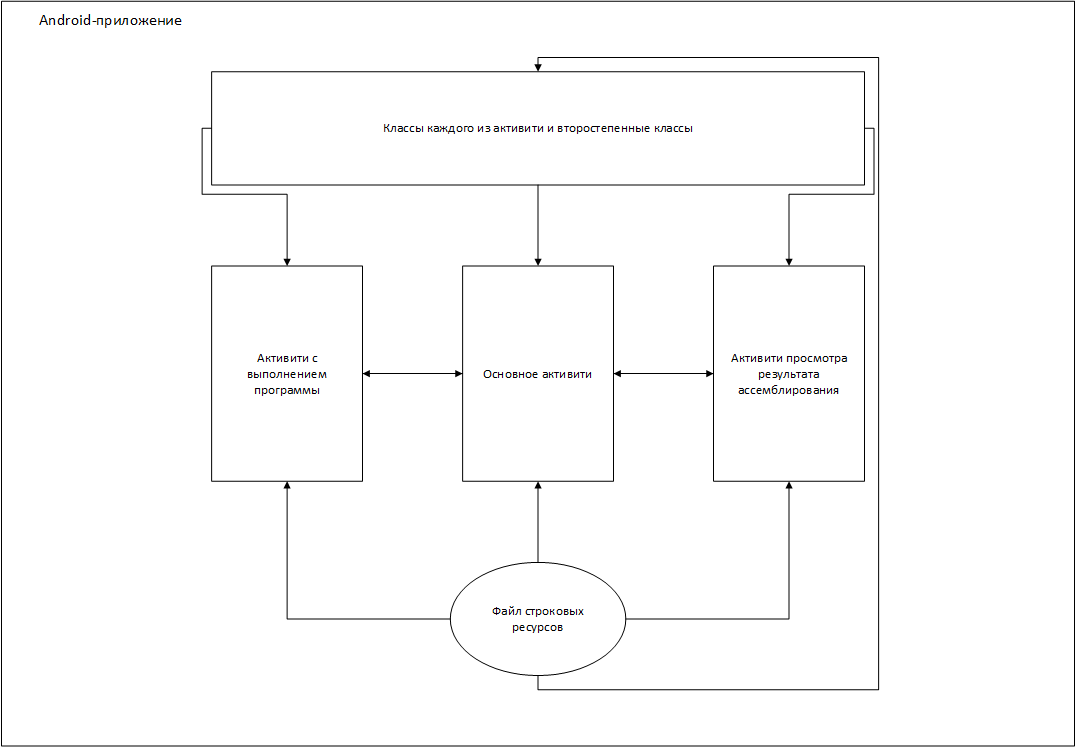 Android-приложение
Классы каждого из активити и второстепенные классы
Активити с
выполнением
программы
Основное активити
Активити просмотра
результата
ассемблирования
Файл строковых
ресурсов